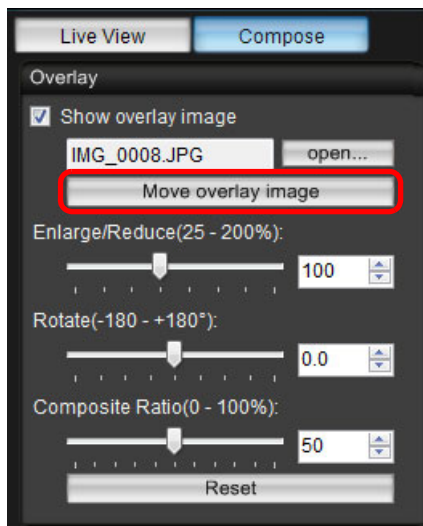 Live View Compose
Overlay
Show overlay image
IMG_0008.JPG open...
Move overlay image
Enlarge/Reduce(25 - 200%):
100
Rotate(-180 - +180°):
0.0
Composite Ratio(0 - 100%):
50
Reset